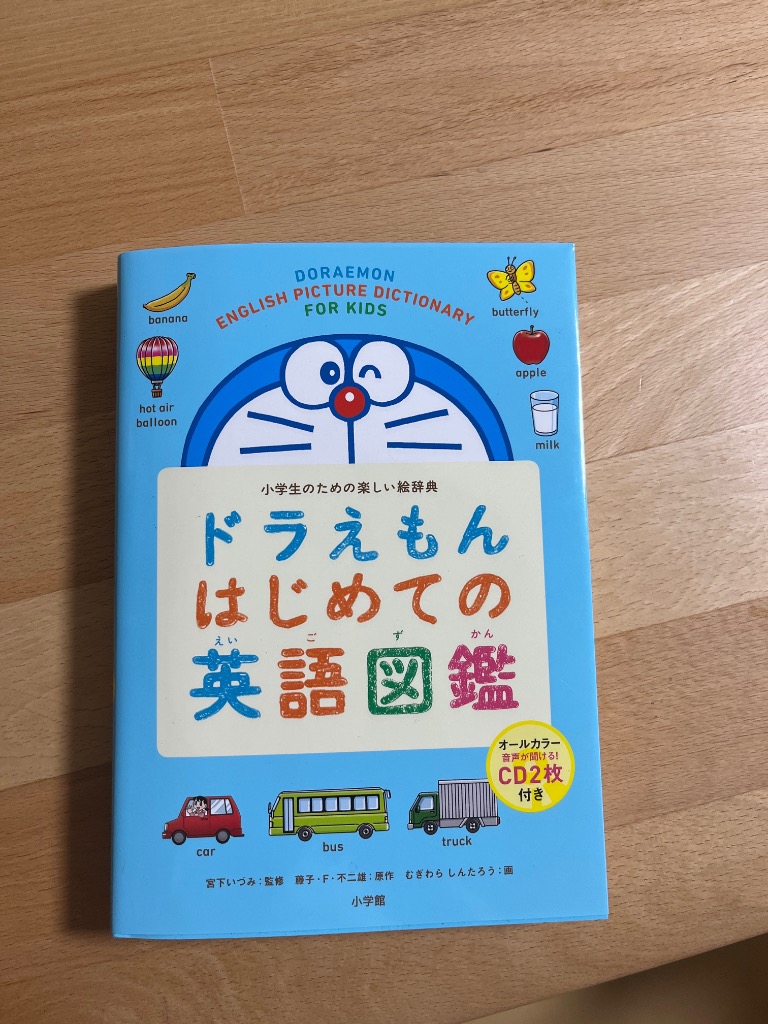 DORAEMON
ENGLISH PICTURE DICTIONARY
FOR KIDS
banana
butterfly
hot air
balloon
apple
milk
小学生のための楽しい絵辞典
ドラえもん
はじめての
えい ご ず かん
英語図鑑
オールカラー
音声が聞ける!
CD2枚
付き
car
bus
truck
宮下いづみ:監修 藤子・F・不二雄:原作 むぎわら しんたろう:画
小学館